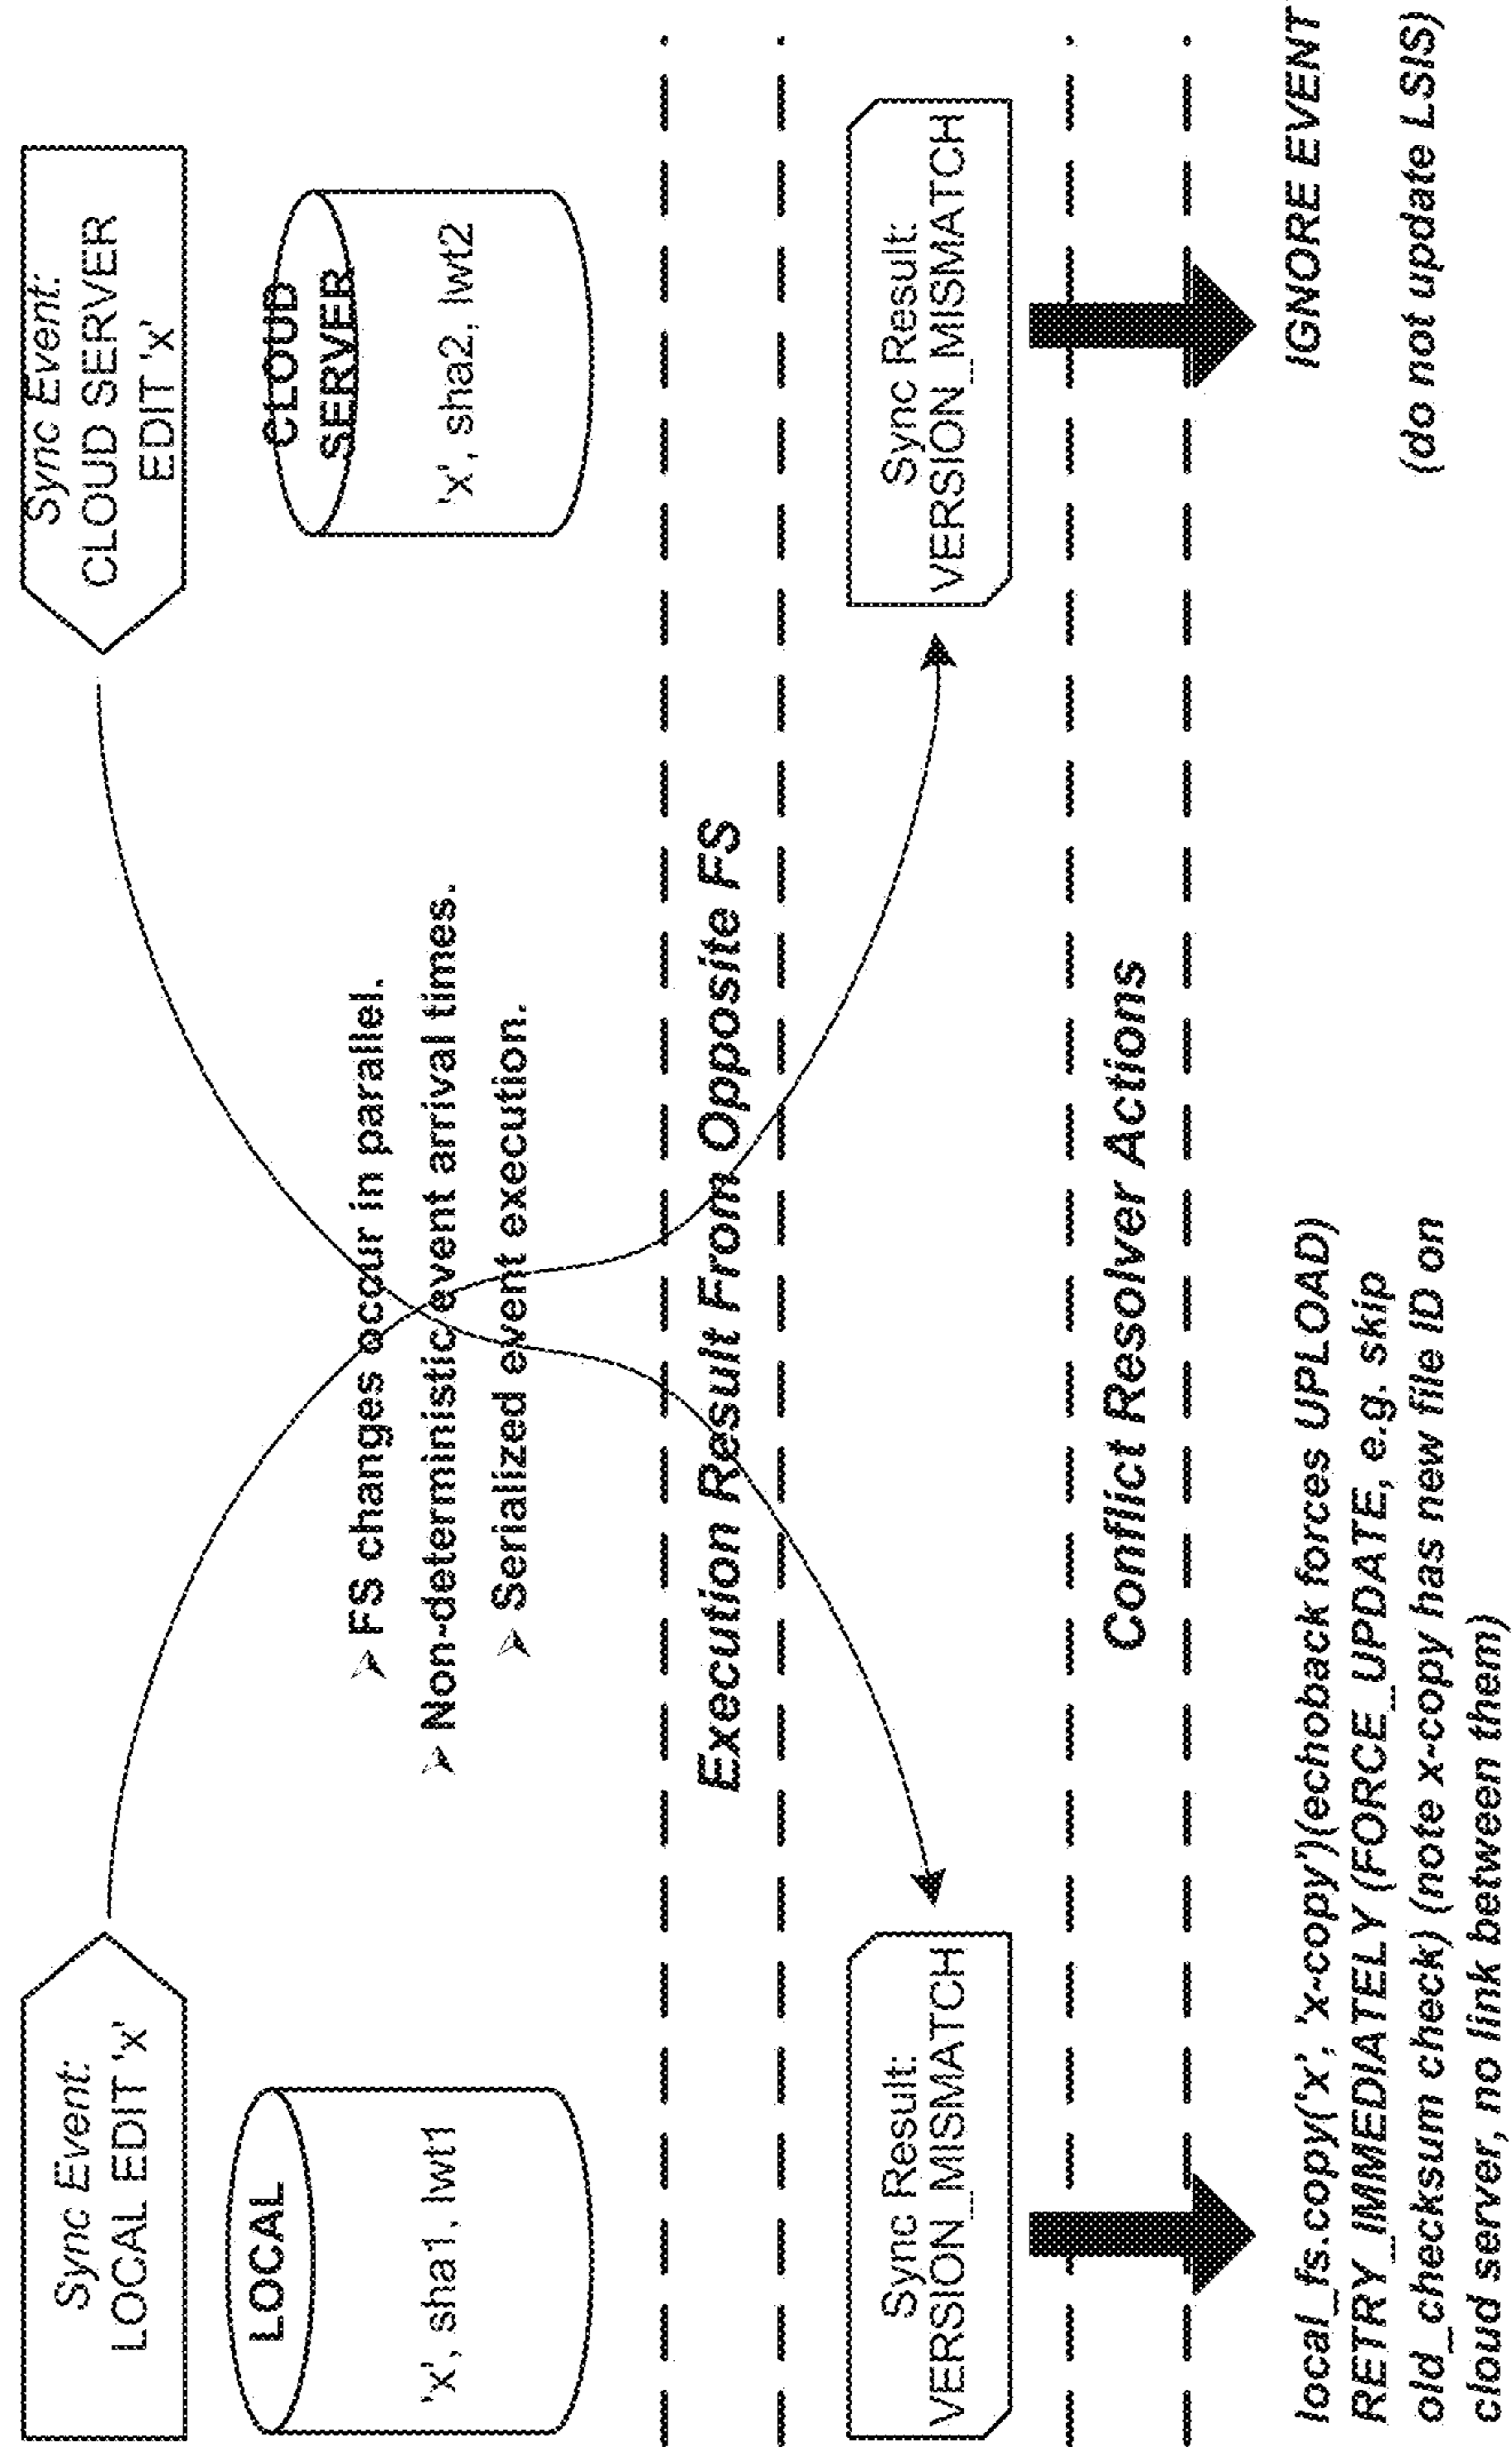 Sync Event:
LOCAL EDIT 'x'
Sync Event:
CLOUD SERVER
EDIT 'x'
LOCAL
'x', sha1, lwt1
CLOUD
SERVER
'x', sha2, lwt2
➤ FS changes occur in parallel.
➤ Non-deterministic event arrival times.
➤ Serialized event execution.
Execution Result From Opposite FS
Sync Result:
VERSION_MISMATCH
Sync Result:
VERSION_MISMATCH
Conflict Resolver Actions
local_fs.copy('x', 'x~copy')(echoback forces UPLOAD)
RETRY_IMMEDIATELY (FORCE_UPDATE, e.g. skip
old_checksum check) (note x~copy has new file ID on
cloud server, no link between them)
IGNORE EVENT
(do not update LSIS)